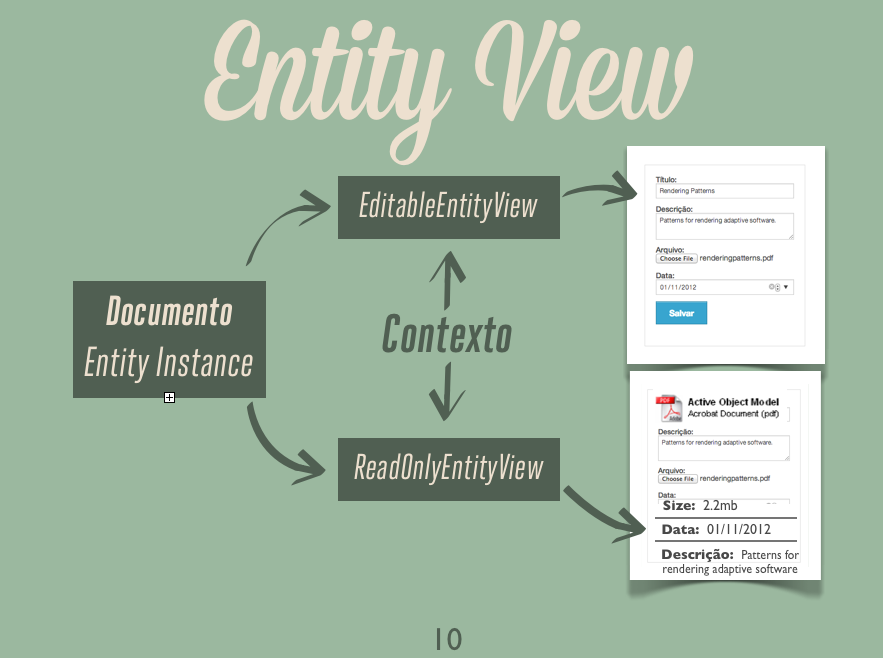 Entity View
EditableEntityView
Título:
Rendering Patterns
Descrição:
Patterns for rendering adaptive software.
Arquivo:
Choose File renderingpatterns.pdf
Data:
01/11/2012
Salvar
Documento
Entity Instance
Contexto
ReadOnlyEntityView
PDF
Active Object Model
Acrobat Document (pdf)
Descrição:
Patterns for rendering adaptive software.
Arquivo:
Choose File renderingpatterns.pdf
Data:
Size: 2.2mb
Data: 01/11/2012
Descrição: Patterns for
rendering adaptive software
10